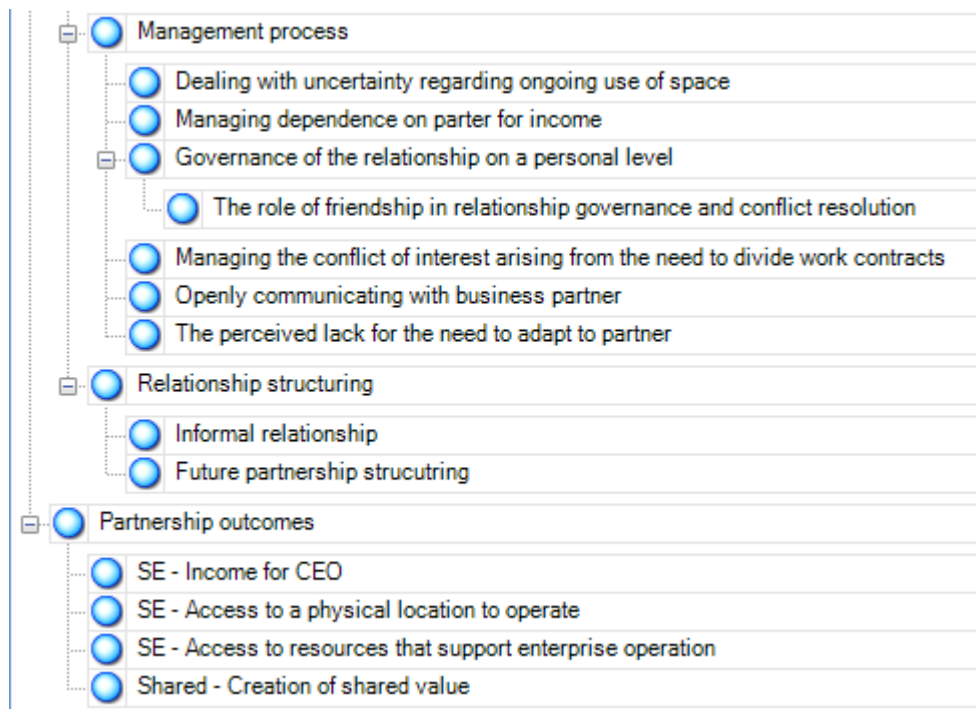 Management process
Dealing with uncertainty regarding ongoing use of space
Managing dependence on parter for income
Governance of the relationship on a personal level
The role of friendship in relationship governance and conflict resolution
Managing the conflict of interest arising from the need to divide work contracts
Openly communicating with business partner
The perceived lack for the need to adapt to partner
Relationship structuring
Informal relationship
Future partnership strucutring
Partnership outcomes
SE - Income for CEO
SE - Access to a physical location to operate
SE - Access to resources that support enterprise operation
Shared - Creation of shared value